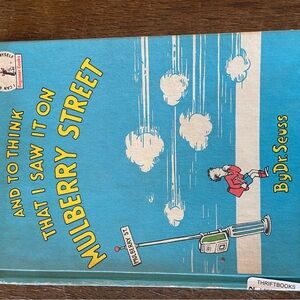 AND TO THINK
THAT I SAW IT ON
MULBERRY STREET
By Dr. Seuss
MULBERRY ST.
THRIFTBOOKS